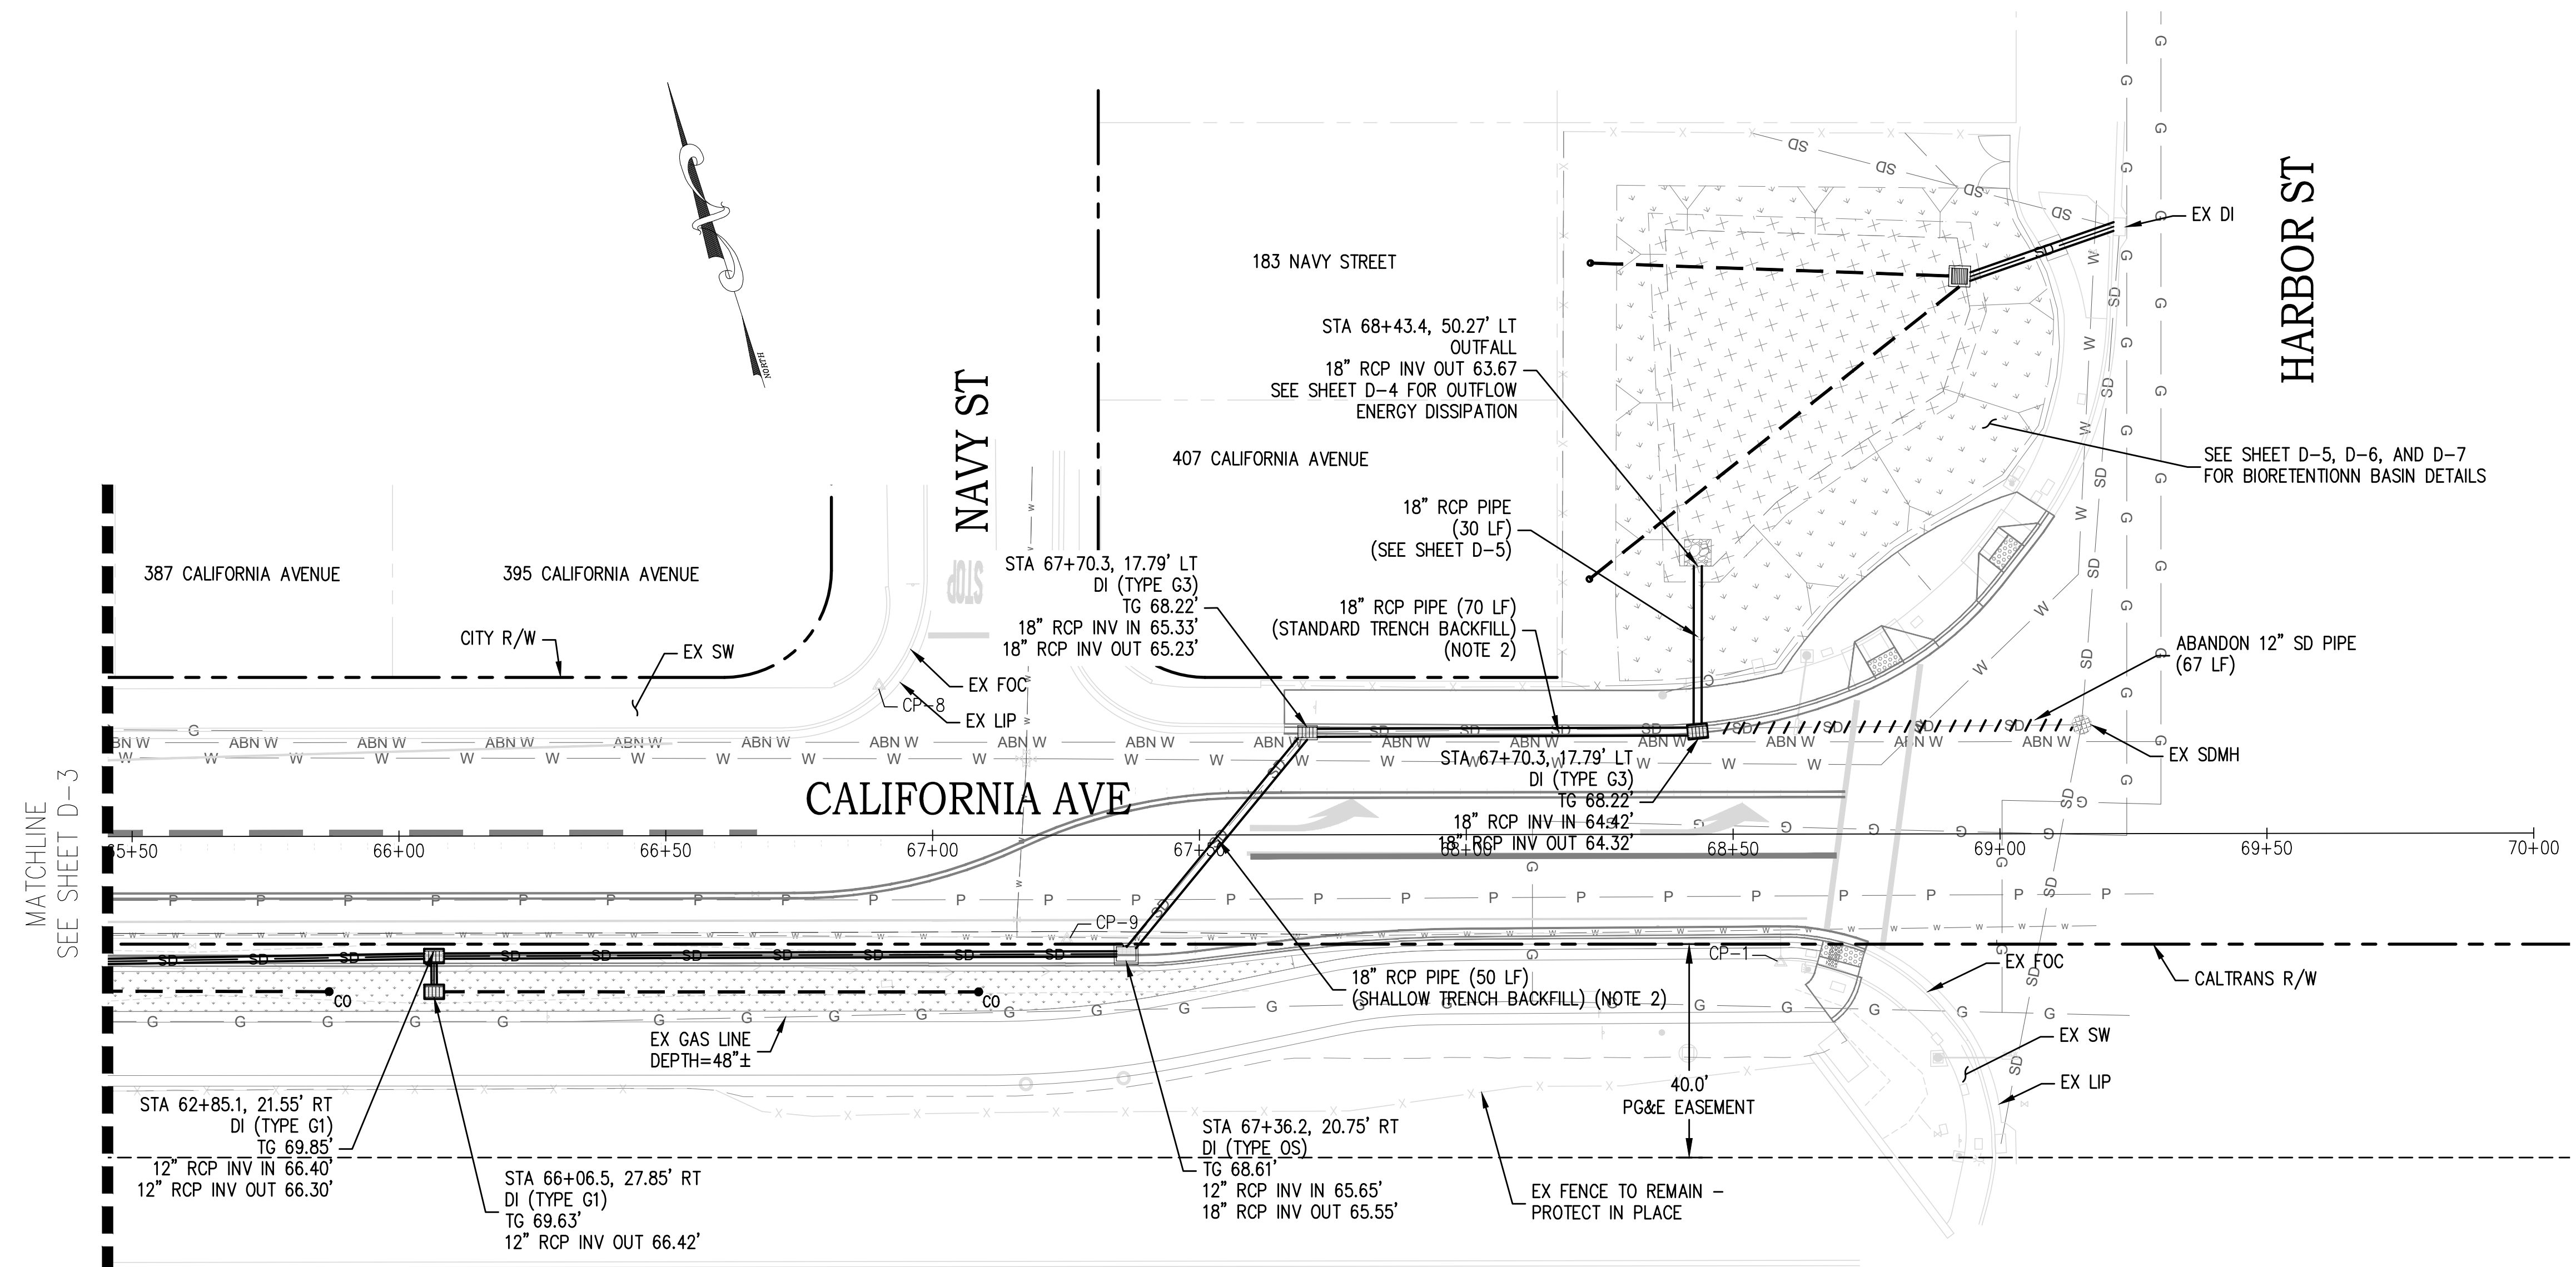 HARBOR ST
EX DI
183 NAVY STREET
STA 68+43.4, 50.27' LT
OUTFALL
18" RCP INV OUT 63.67
SEE SHEET D-4 FOR OUTFLOW
ENERGY DISSIPATION
NORTH
NAVY ST
407 CALIFORNIA AVENUE
SEE SHEET D-5, D-6, AND D-7
FOR BIORETENTIONN BASIN DETAILS
18" RCP PIPE
(30 LF)
(SEE SHEET D-5)
STOP
387 CALIFORNIA AVENUE
395 CALIFORNIA AVENUE
STA 67+70.3, 17.79' LT
DI (TYPE G3)
TG 68.22'
18" RCP INV IN 65.33'
18" RCP INV OUT 65.23'
18" RCP PIPE (70 LF)
(STANDARD TRENCH BACKFILL)
(NOTE 2)
CITY R/W
EX SW
EX FOC
CP-8
EX LIP
ABANDON 12" SD PIPE
(67 LF)
EX SDMH
STA 67+70.3, 17.79' LT
DI (TYPE G3)
TG 68.22'
18" RCP INV IN 64.42'
18" RCP INV OUT 64.32'
CALIFORNIA AVE
MATCHLINE
SEE SHEET D-3
65+50
66+00
66+50
67+00
67+50
68+00
68+50
69+00
69+50
70+00
CP-9
CP-1
EX FOC
CALTRANS R/W
CO
CO
18" RCP PIPE (50 LF)
(SHALLOW TRENCH BACKFILL) (NOTE 2)
EX GAS LINE
DEPTH=48"±
EX SW
EX LIP
40.0'
PG&E EASEMENT
STA 62+85.1, 21.55' RT
DI (TYPE G1)
TG 69.85'
12" RCP INV IN 66.40'
12" RCP INV OUT 66.30'
STA 66+06.5, 27.85' RT
DI (TYPE G1)
TG 69.63'
12" RCP INV OUT 66.42'
STA 67+36.2, 20.75' RT
DI (TYPE OS)
TG 68.61'
12" RCP INV IN 65.65'
18" RCP INV OUT 65.55'
EX FENCE TO REMAIN -
PROTECT IN PLACE